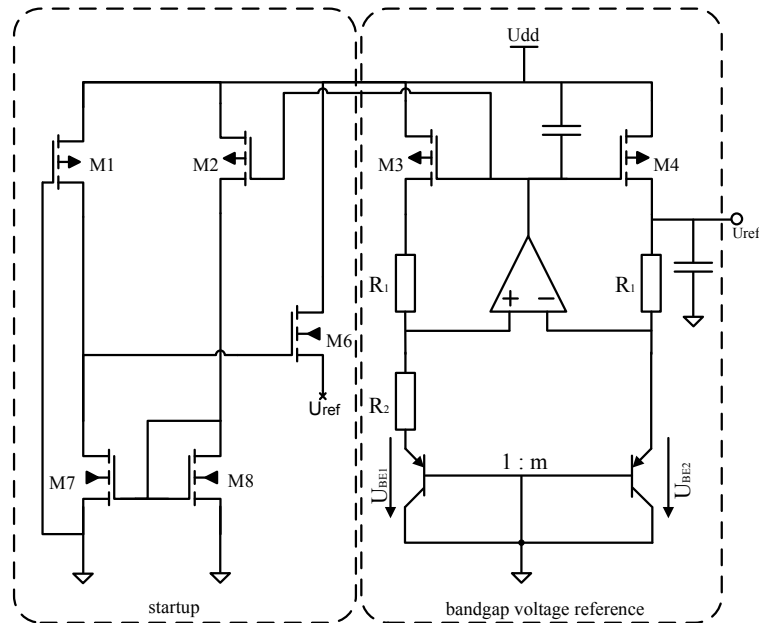 Udd
M1
M2
M3
M4
Uref
R1
R1
+ −
M6
Uref
R2
1 : m
UBE1
UBE2
M7
M8
startup
bandgap voltage reference